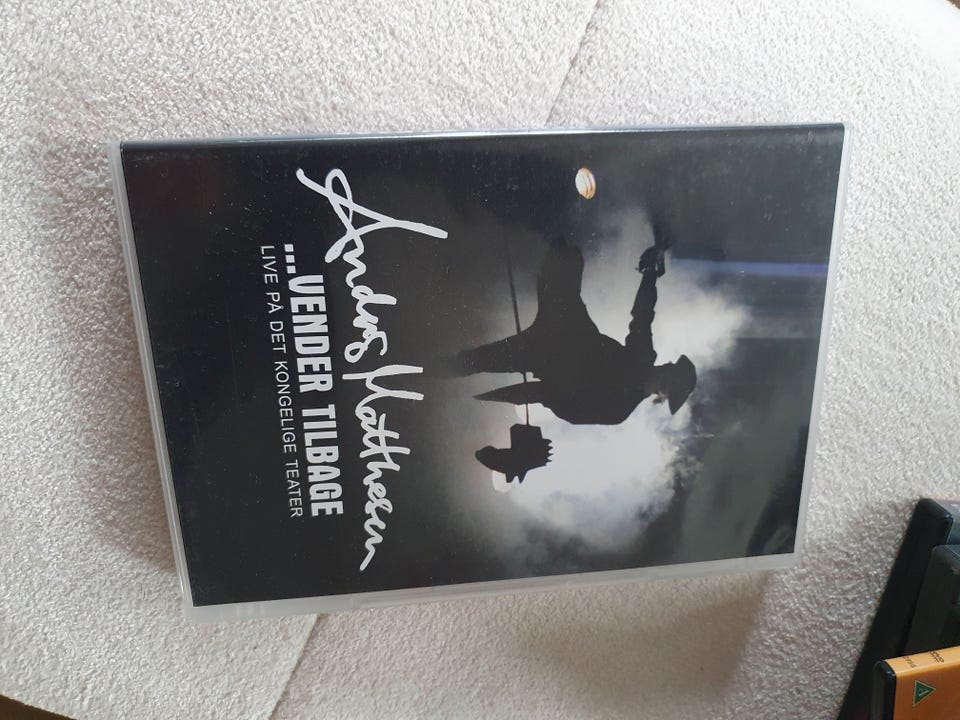 Anders Matthesen
...VENDER TILBAGE
LIVE PÅ DET KONGELIGE TEATER